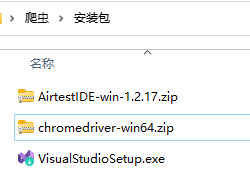 爬虫 > 安装包
名称
AirtestIDE-win-1.2.17.zip
chromedriver-win64.zip
VisualStudioSetup.exe